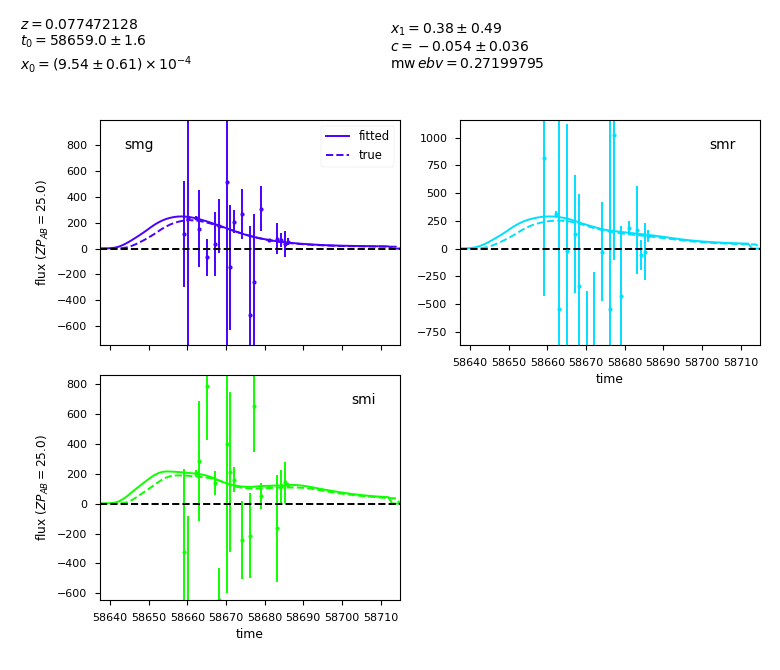 z = 0.077472128
t₀ = 58659.0 ± 1.6
x₀ = (9.54 ± 0.61) × 10⁻⁴
x₁ = 0.38 ± 0.49
c = −0.054 ± 0.036
mw ebv = 0.27199795
smg
fitted
true
800
600
400
200
0
−200
−400
−600
flux (ZP_AB = 25.0)
smr
1000
750
500
250
0
−250
−500
−750
58640 58650 58660 58670 58680 58690 58700 58710
time
smi
800
600
400
200
0
−200
−400
−600
flux (ZP_AB = 25.0)
58640 58650 58660 58670 58680 58690 58700 58710
time